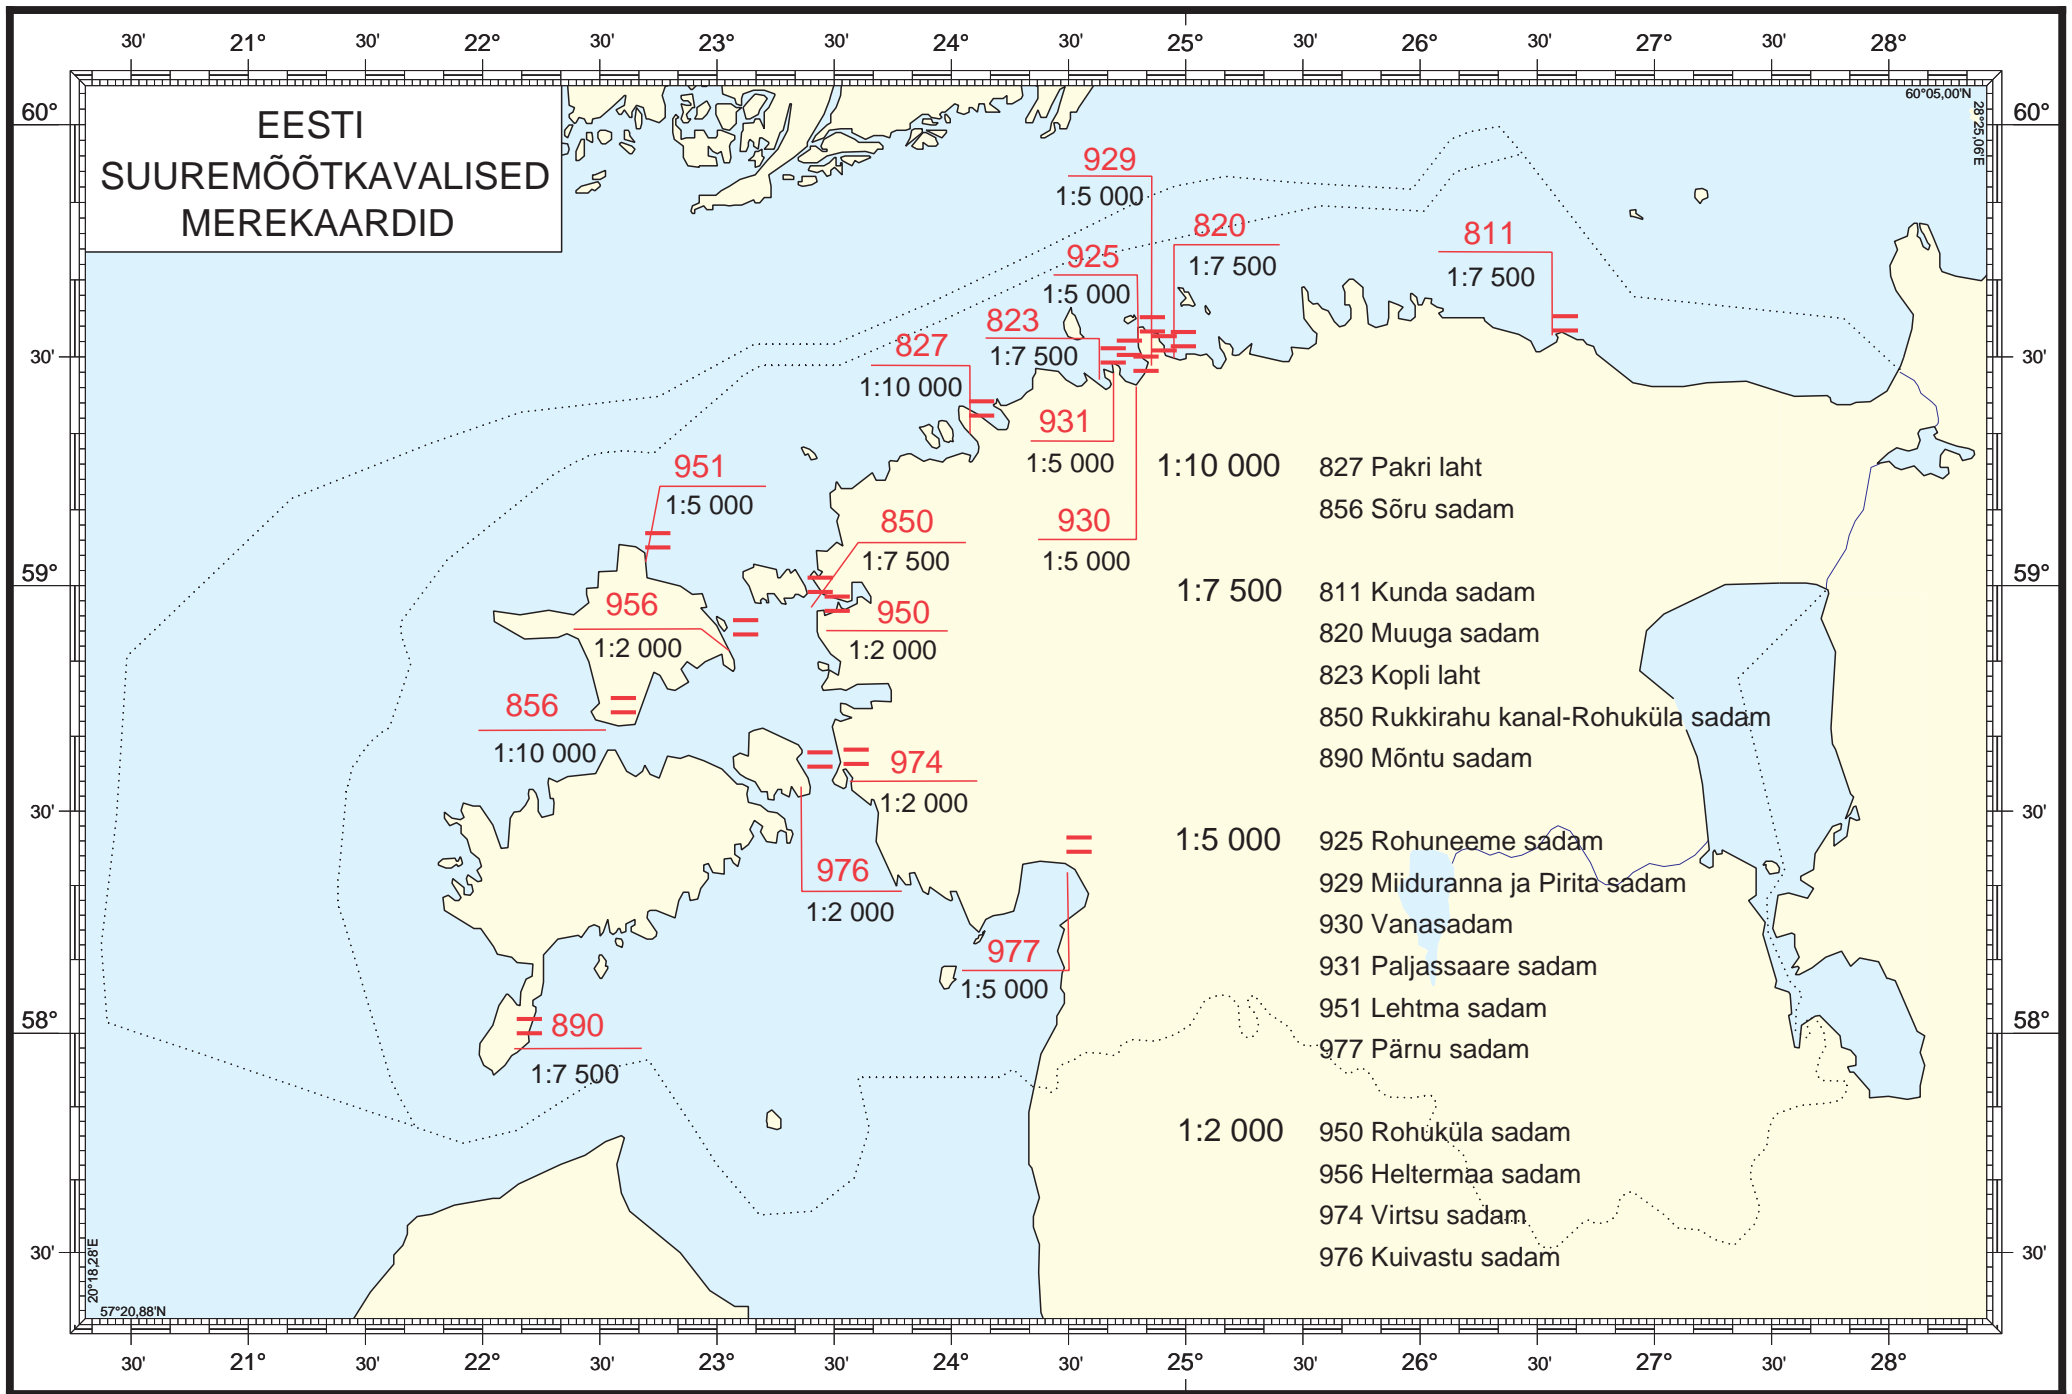 30' 21° 30' 22° 30' 23° 30' 24° 30' 25° 30' 26° 30' 27° 30' 28°
60° 60°
60°05,00'N
28°25,06'E
EESTI
SUUREMÕÕTKAVALISED
MEREKAARDID
929
1:5 000
820
1:7 500
811
1:7 500
925
1:5 000
823
1:7 500
827
1:10 000
30' 30'
931
1:5 000
930
1:5 000
951
1:5 000
850
1:7 500
59° 59°
956
1:2 000
950
1:2 000
856
1:10 000
974
1:2 000
30' 30'
976
1:2 000
977
1:5 000
58° 58°
890
1:7 500
1:10 000 827 Pakri laht
856 Sõru sadam
1:7 500 811 Kunda sadam
820 Muuga sadam
823 Kopli laht
850 Rukkirahu kanal-Rohuküla sadam
890 Mõntu sadam
1:5 000 925 Rohuneeme sadam
929 Miiduranna ja Pirita sadam
930 Vanasadam
931 Paljassaare sadam
951 Lehtma sadam
977 Pärnu sadam
1:2 000 950 Rohuküla sadam
956 Heltermaa sadam
974 Virtsu sadam
976 Kuivastu sadam
30' 30'
20°18,28'E
57°20,88'N
30' 21° 30' 22° 30' 23° 30' 24° 30' 25° 30' 26° 30' 27° 30' 28°